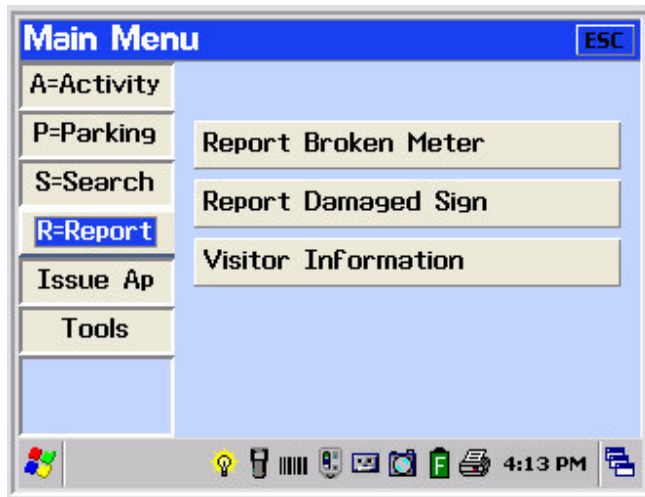 Main Menu
ESC
A=Activity
P=Parking
S=Search
R=Report
Issue Ap
Tools
Report Broken Meter
Report Damaged Sign
Visitor Information
F
4:13 PM